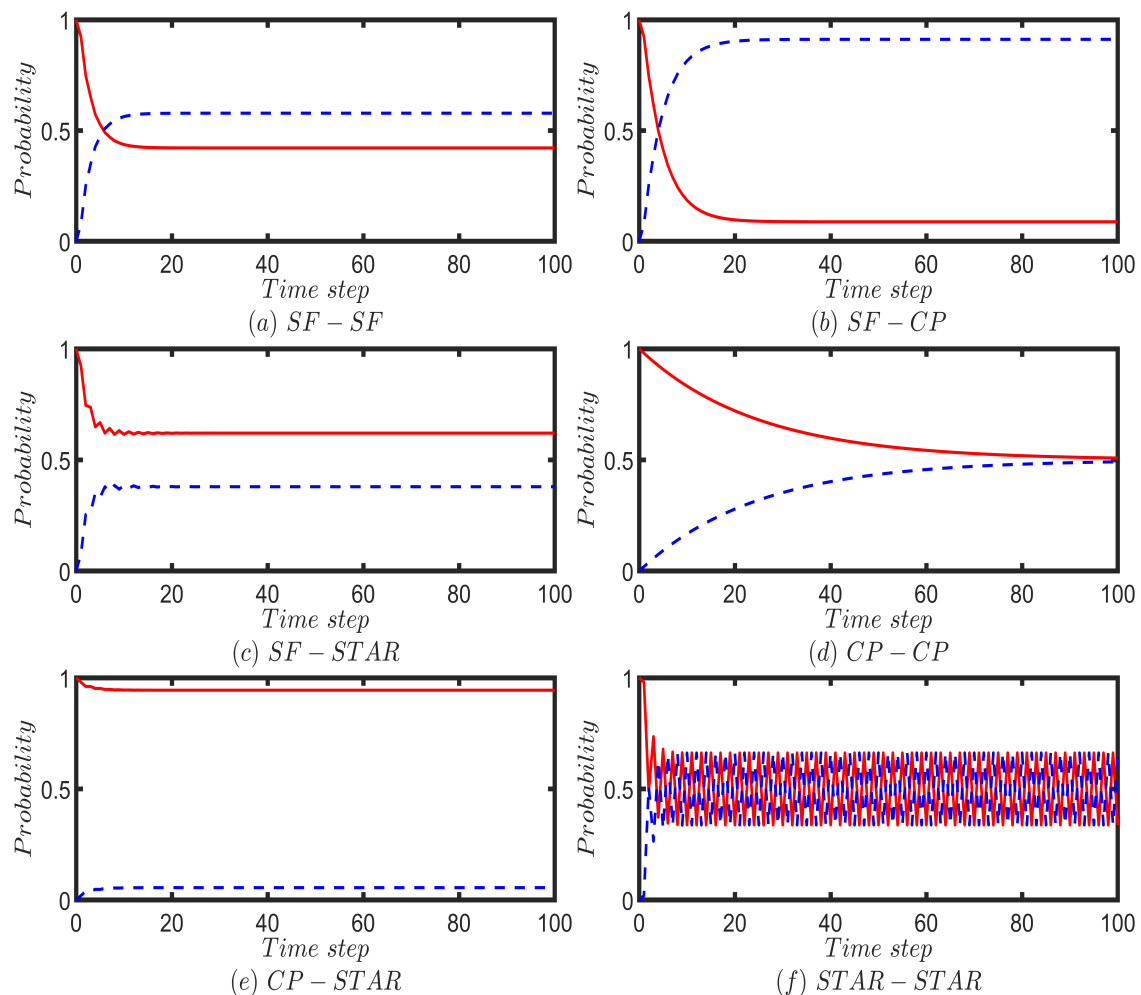 1
0.5
0
Probability
0 20 40 60 80 100
Time step
(a) SF − SF
1
0.5
0
Probability
0 20 40 60 80 100
Time step
(b) SF − CP
1
0.5
0
Probability
0 20 40 60 80 100
Time step
(c) SF − STAR
1
0.5
0
Probability
0 20 40 60 80 100
Time step
(d) CP − CP
1
0.5
0
Probability
0 20 40 60 80 100
Time step
(e) CP − STAR
1
0.5
0
Probability
0 20 40 60 80 100
Time step
(f) STAR − STAR